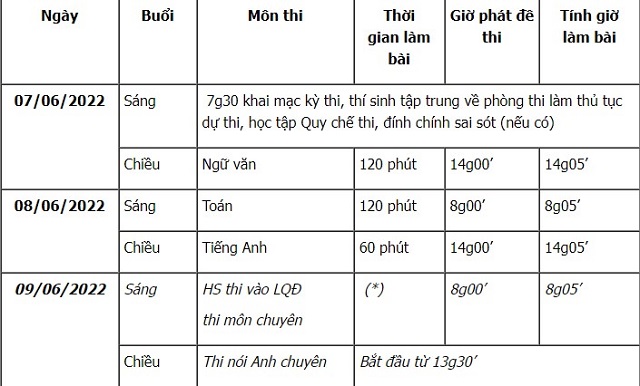 Ngày Buổi Môn thi Thời gian làm bài Giờ phát đề thi Tính giờ làm bài
07/06/2022 Sáng 7g30 khai mạc kỳ thi, thí sinh tập trung về phòng thi làm thủ tục
dự thi, học tập Quy chế thi, đính chính sai sót (nếu có)
Chiều Ngữ văn 120 phút 14g00’ 14g05’
08/06/2022 Sáng Toán 120 phút 8g00’ 8g05’
Chiều Tiếng Anh 60 phút 14g00’ 14g05’
09/06/2022 Sáng HS thi vào LQĐ (*) 8g00’ 8g05’
thi môn chuyên
Chiều Thi nói Anh chuyên Bắt đầu từ 13g30’